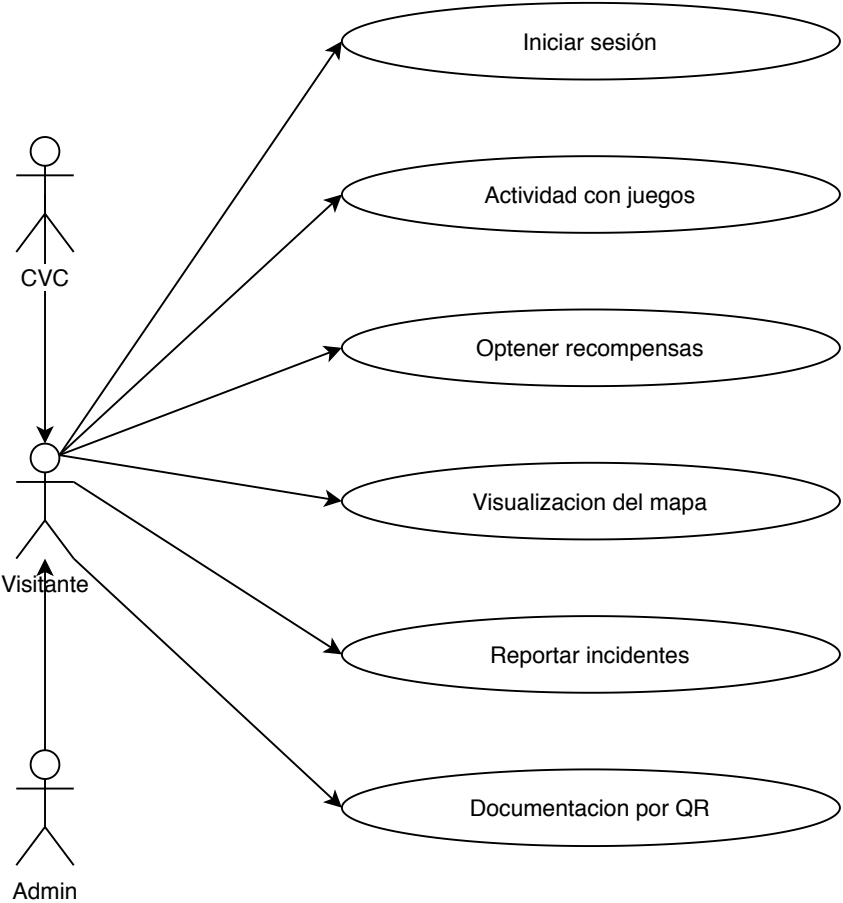 Iniciar sesión
Actividad con juegos
CVC
Optener recompensas
Visualizacion del mapa
Visitante
Reportar incidentes
Documentacion por QR
Admin